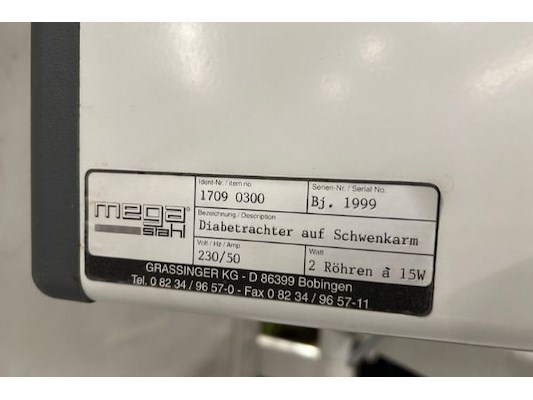 mega®
stahl
Ident-Nr. / item no.
1709 0300
Serien-Nr. / Serial No.
Bj. 1999
Bezeichnung / Description
Diabetrachter auf Schwenkarm
Volt / Hz / Amp.
230/50
Watt
2 Röhren à 15W
GRASSINGER KG - D 86399 Bobingen
Tel. 0 82 34 / 96 57-0 - Fax 0 82 34 / 96 57-11